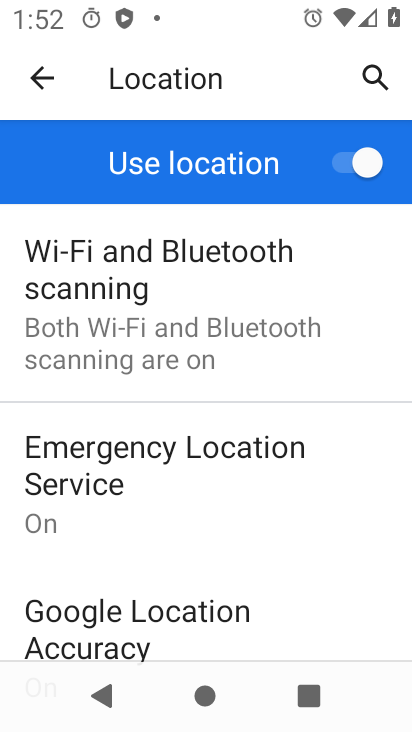 1:52
Location
Use location
Wi-Fi and Bluetooth
scanning
Both Wi-Fi and Bluetooth
scanning are on
Emergency Location
Service
On
Google Location
Accuracy
On